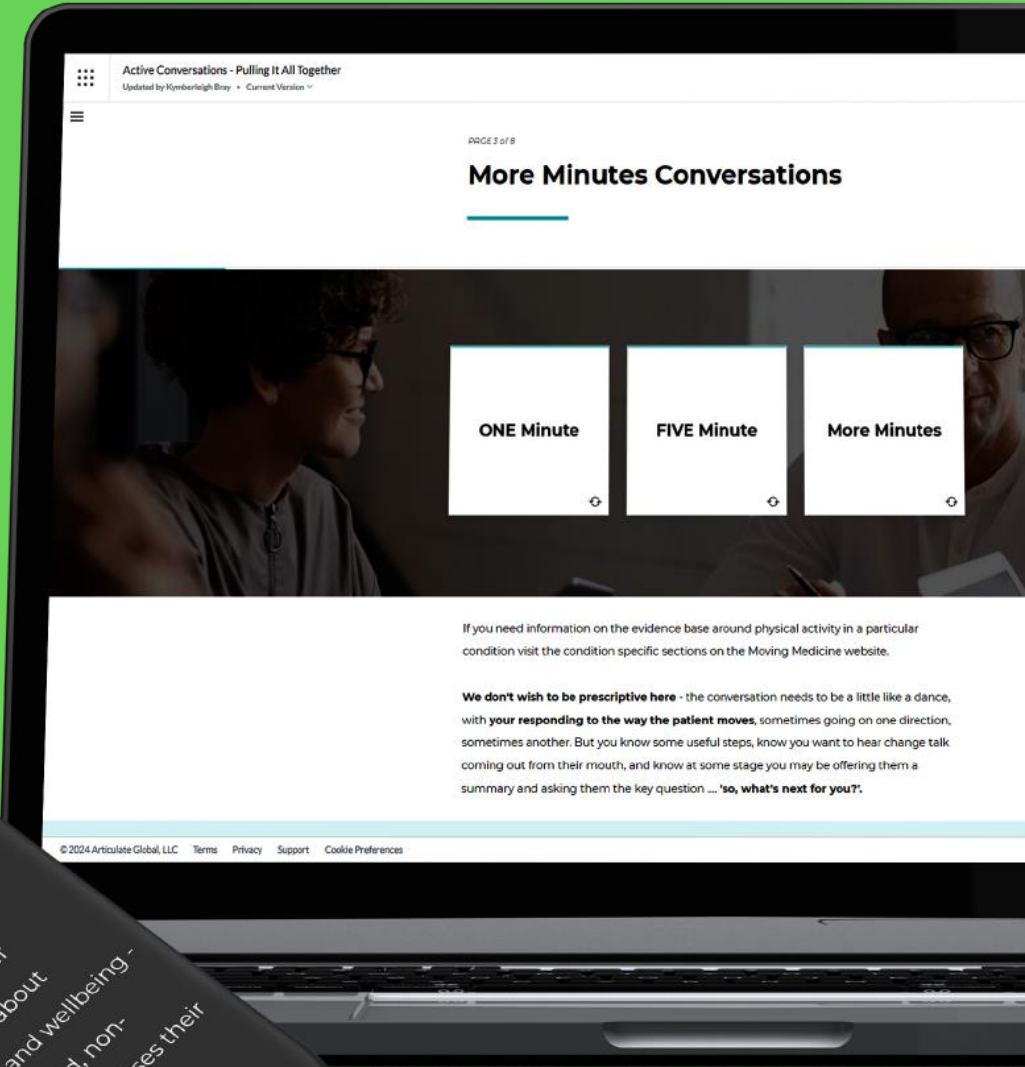 Active Conversations - Pulling It All Together
Updated by Kymberleigh Bray • Current Version
PAGE 3 of 8
More Minutes Conversations
ONE Minute
FIVE Minute
More Minutes
If you need information on the evidence base around physical activity in a particular
condition visit the condition specific sections on the Moving Medicine website.
We don't wish to be prescriptive here - the conversation needs to be a little like a dance,
with your responding to the way the patient moves, sometimes going on one direction,
sometimes another. But you know some useful steps, know you want to hear change talk
coming out from their mouth, and know at some stage you may be offering them a
summary and asking them the key question .... 'so, what's next for you?'.
© 2024 Articulate Global, LLC Terms Privacy Support Cookie Preferences
about
and wellbeing -
non-
their